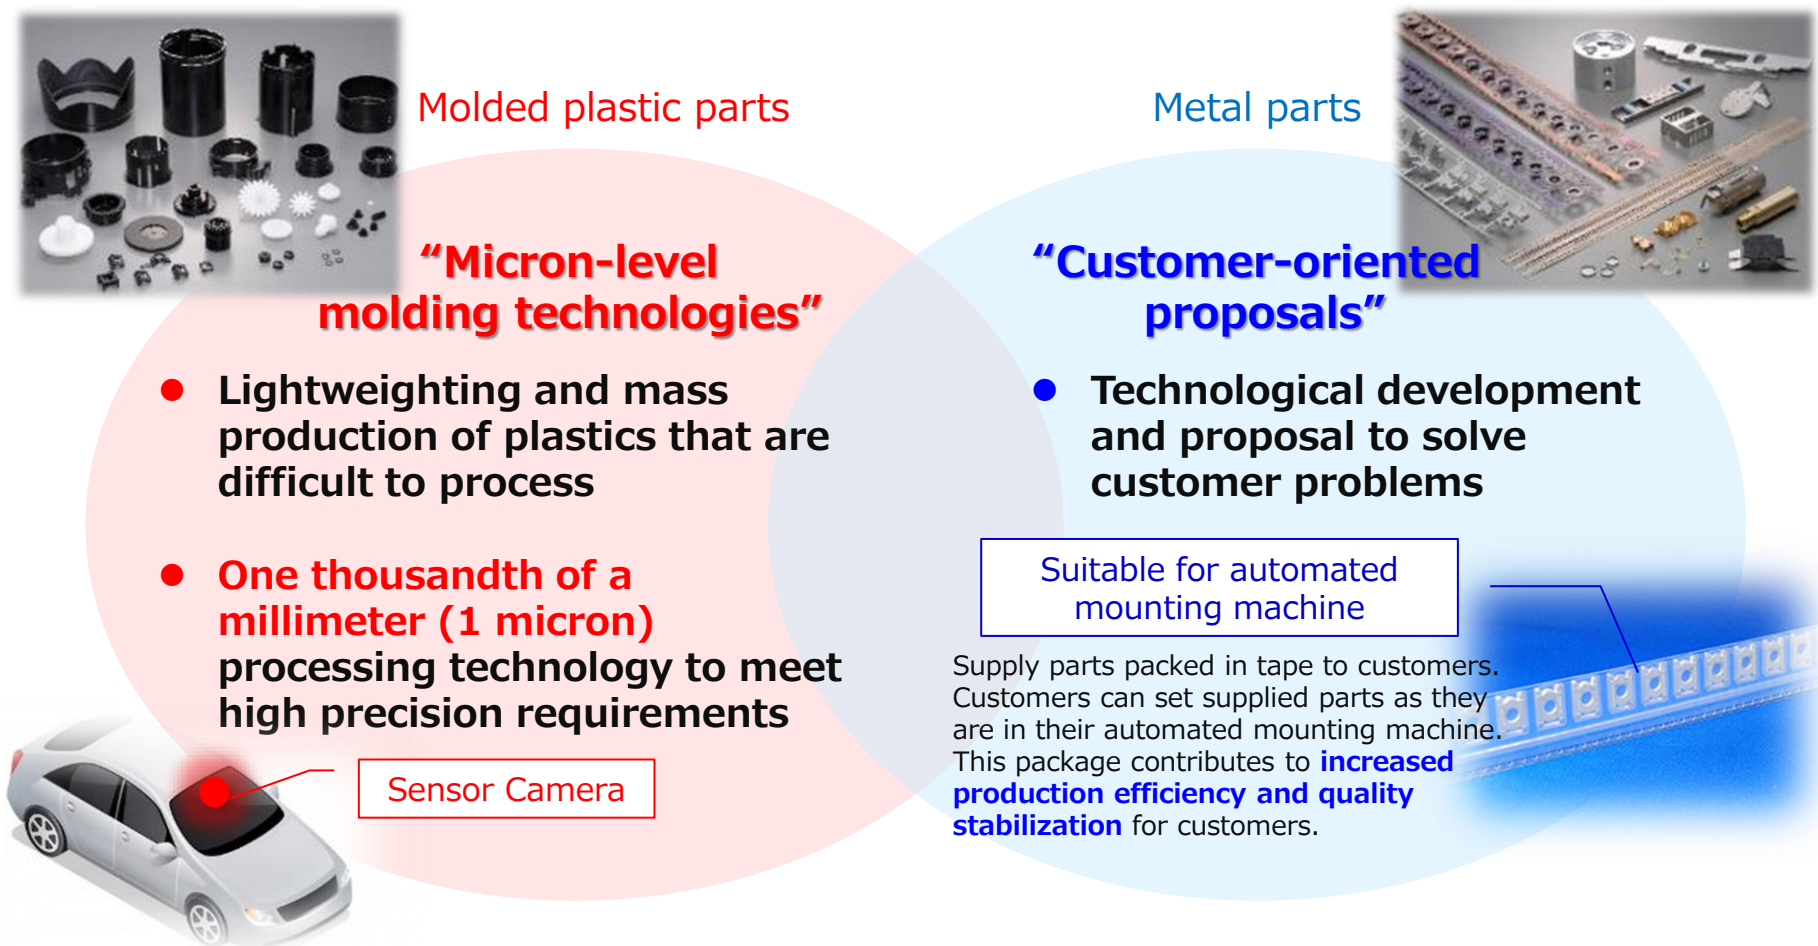 Molded plastic parts
“Micron-level
molding technologies”
● Lightweighting and mass
production of plastics that are
difficult to process
● One thousandth of a
millimeter (1 micron)
processing technology to meet
high precision requirements
Sensor Camera
Metal parts
“Customer-oriented
proposals”
● Technological development
and proposal to solve
customer problems
Suitable for automated
mounting machine
Supply parts packed in tape to customers.
Customers can set supplied parts as they
are in their automated mounting machine.
This package contributes to increased
production efficiency and quality
stabilization for customers.